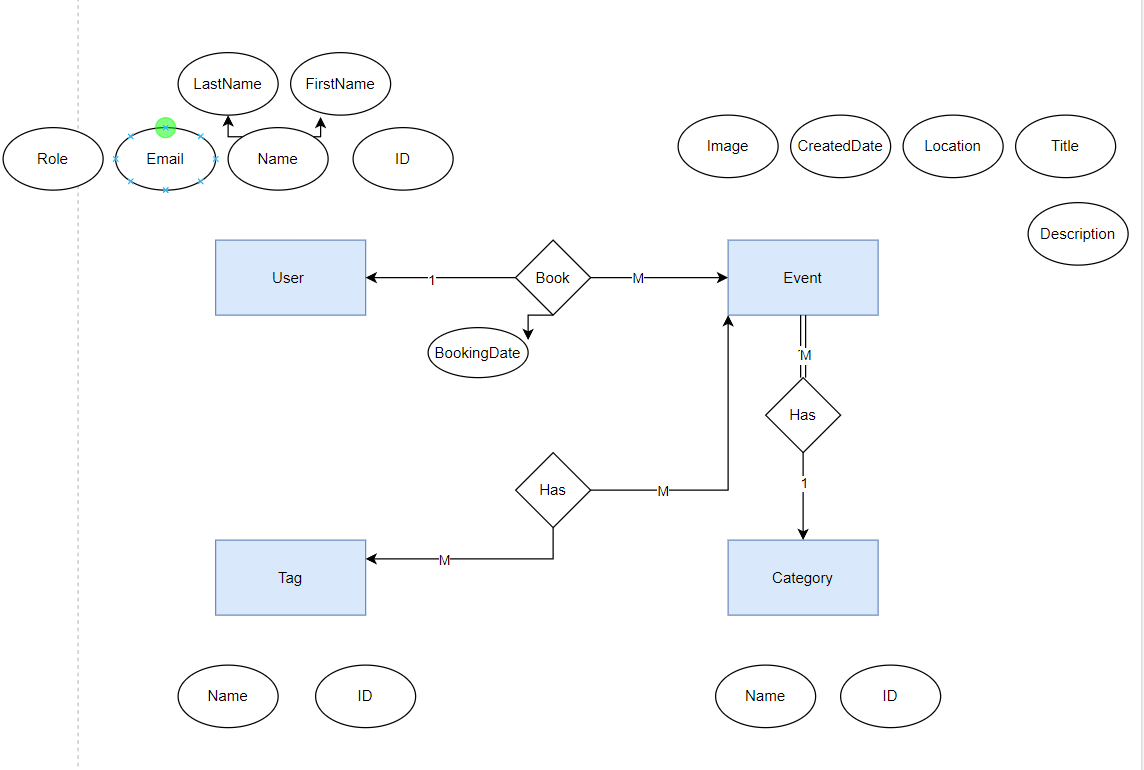 LastName
FirstName
Role
Email
Name
ID
Image
CreatedDate
Location
Title
Description
User
1
Book
M
Event
BookingDate
M
Has
1
Has
M
M
Tag
Category
Name
ID
Name
ID